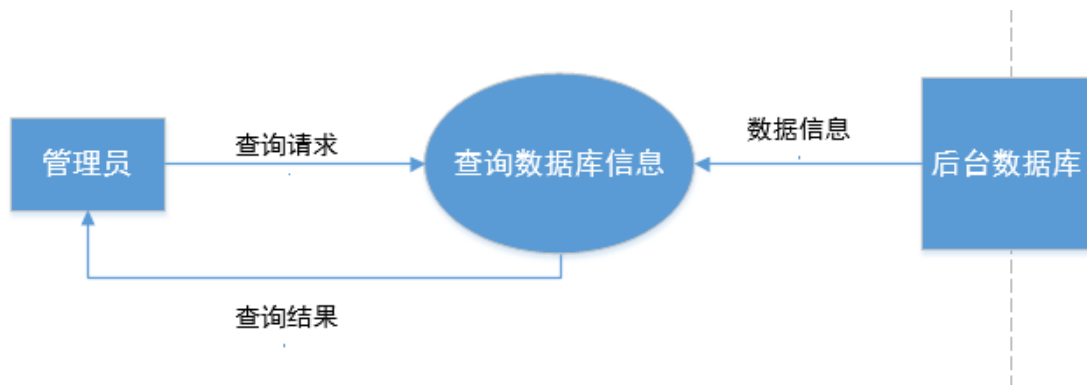 管理员
查询请求
查询数据库信息
数据信息
后台数据库
查询结果